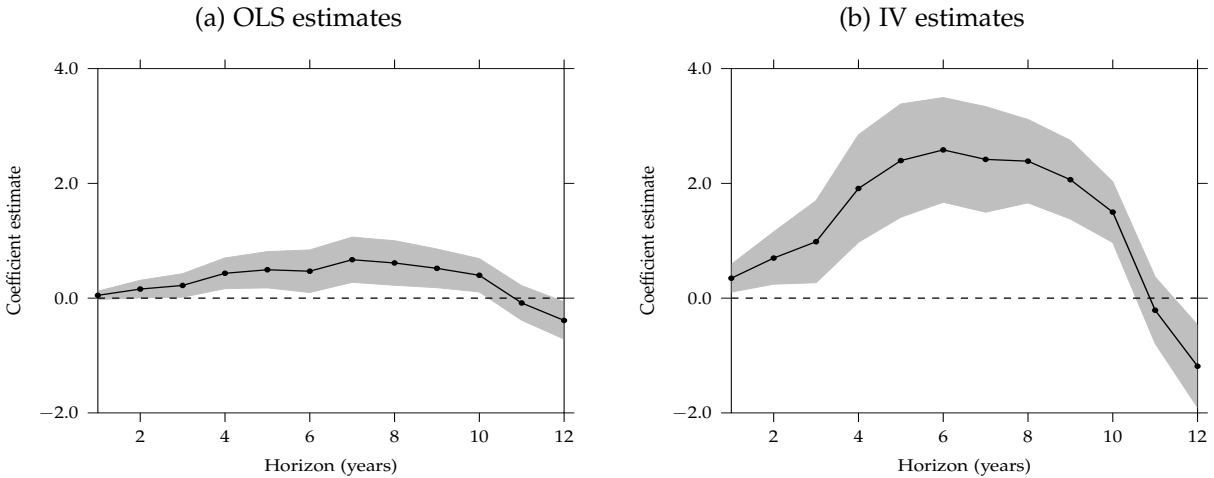 (a) OLS estimates
4.0
2.0
0.0
−2.0
Coefficient estimate
2 4 6 8 10 12
Horizon (years)
(b) IV estimates
4.0
2.0
0.0
−2.0
Coefficient estimate
2 4 6 8 10 12
Horizon (years)